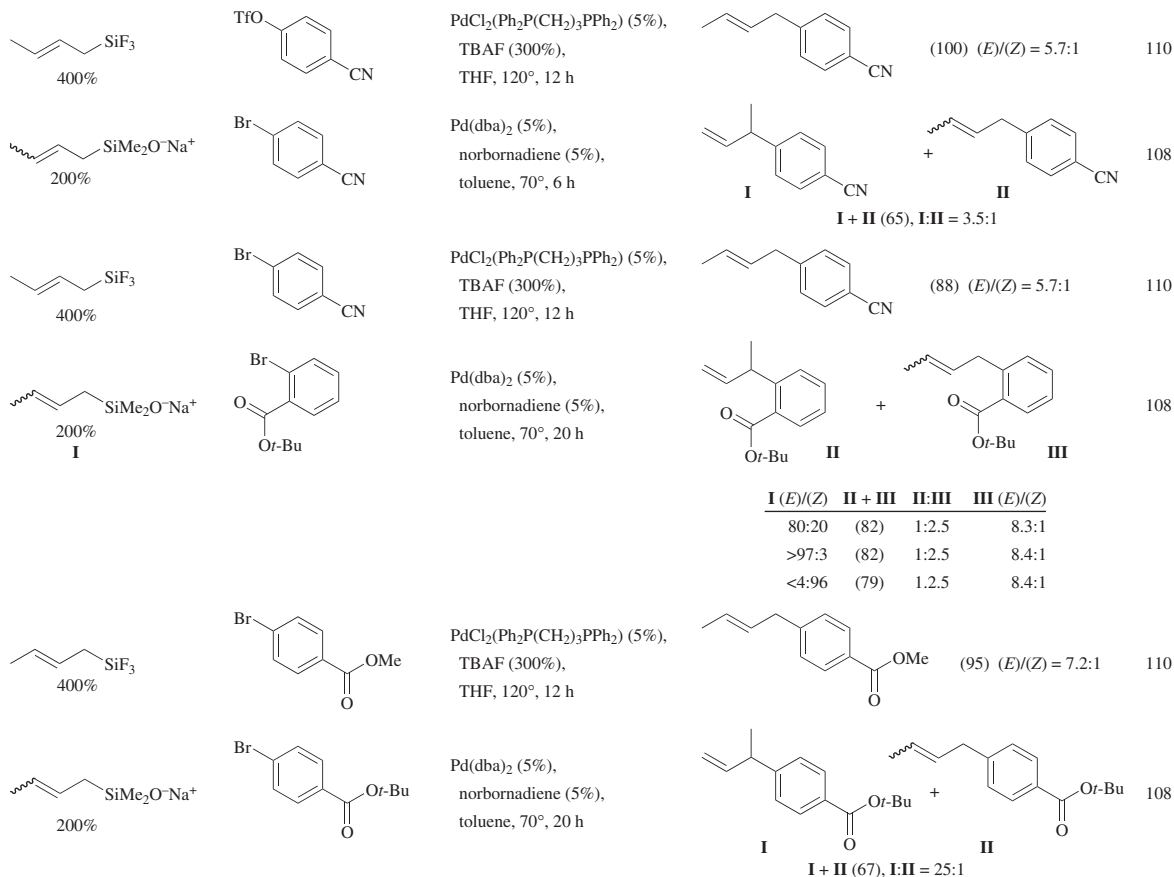 TfO
PdCl2(Ph2P(CH2)3PPh2) (5%),
SiF3
TBAF (300%),
(100) (E)/(Z) = 5.7:1
110
400%
CN
THF, 120°, 12 h
CN
Br
Pd(dba)2 (5%),
SiMe2O–Na+
norbornadiene (5%),
+
108
200%
CN
toluene, 70°, 6 h
I
CN
II
CN
I + II (65), I:II = 3.5:1
Br
PdCl2(Ph2P(CH2)3PPh2) (5%),
SiF3
TBAF (300%),
(88) (E)/(Z) = 5.7:1
110
400%
CN
THF, 120°, 12 h
CN
Br
Pd(dba)2 (5%),
SiMe2O–Na+
O
norbornadiene (5%),
O
+
O
108
200%
toluene, 70°, 20 h
I
Ot-Bu
Ot-Bu
II
Ot-Bu
III
I (E)/(Z) II + III II:III III (E)/(Z)
80:20 (82) 1:2.5 8.3:1
>97:3 (82) 1:2.5 8.4:1
<4:96 (79) 1.2.5 8.4:1
Br
PdCl2(Ph2P(CH2)3PPh2) (5%),
SiF3
OMe
TBAF (300%),
OMe
(95) (E)/(Z) = 7.2:1
110
400%
O
THF, 120°, 12 h
O
Br
Pd(dba)2 (5%),
SiMe2O–Na+
Ot-Bu
norbornadiene (5%),
Ot-Bu
+
Ot-Bu
108
200%
O
toluene, 70°, 20 h
I
O
II
O
I + II (67), I:II = 25:1